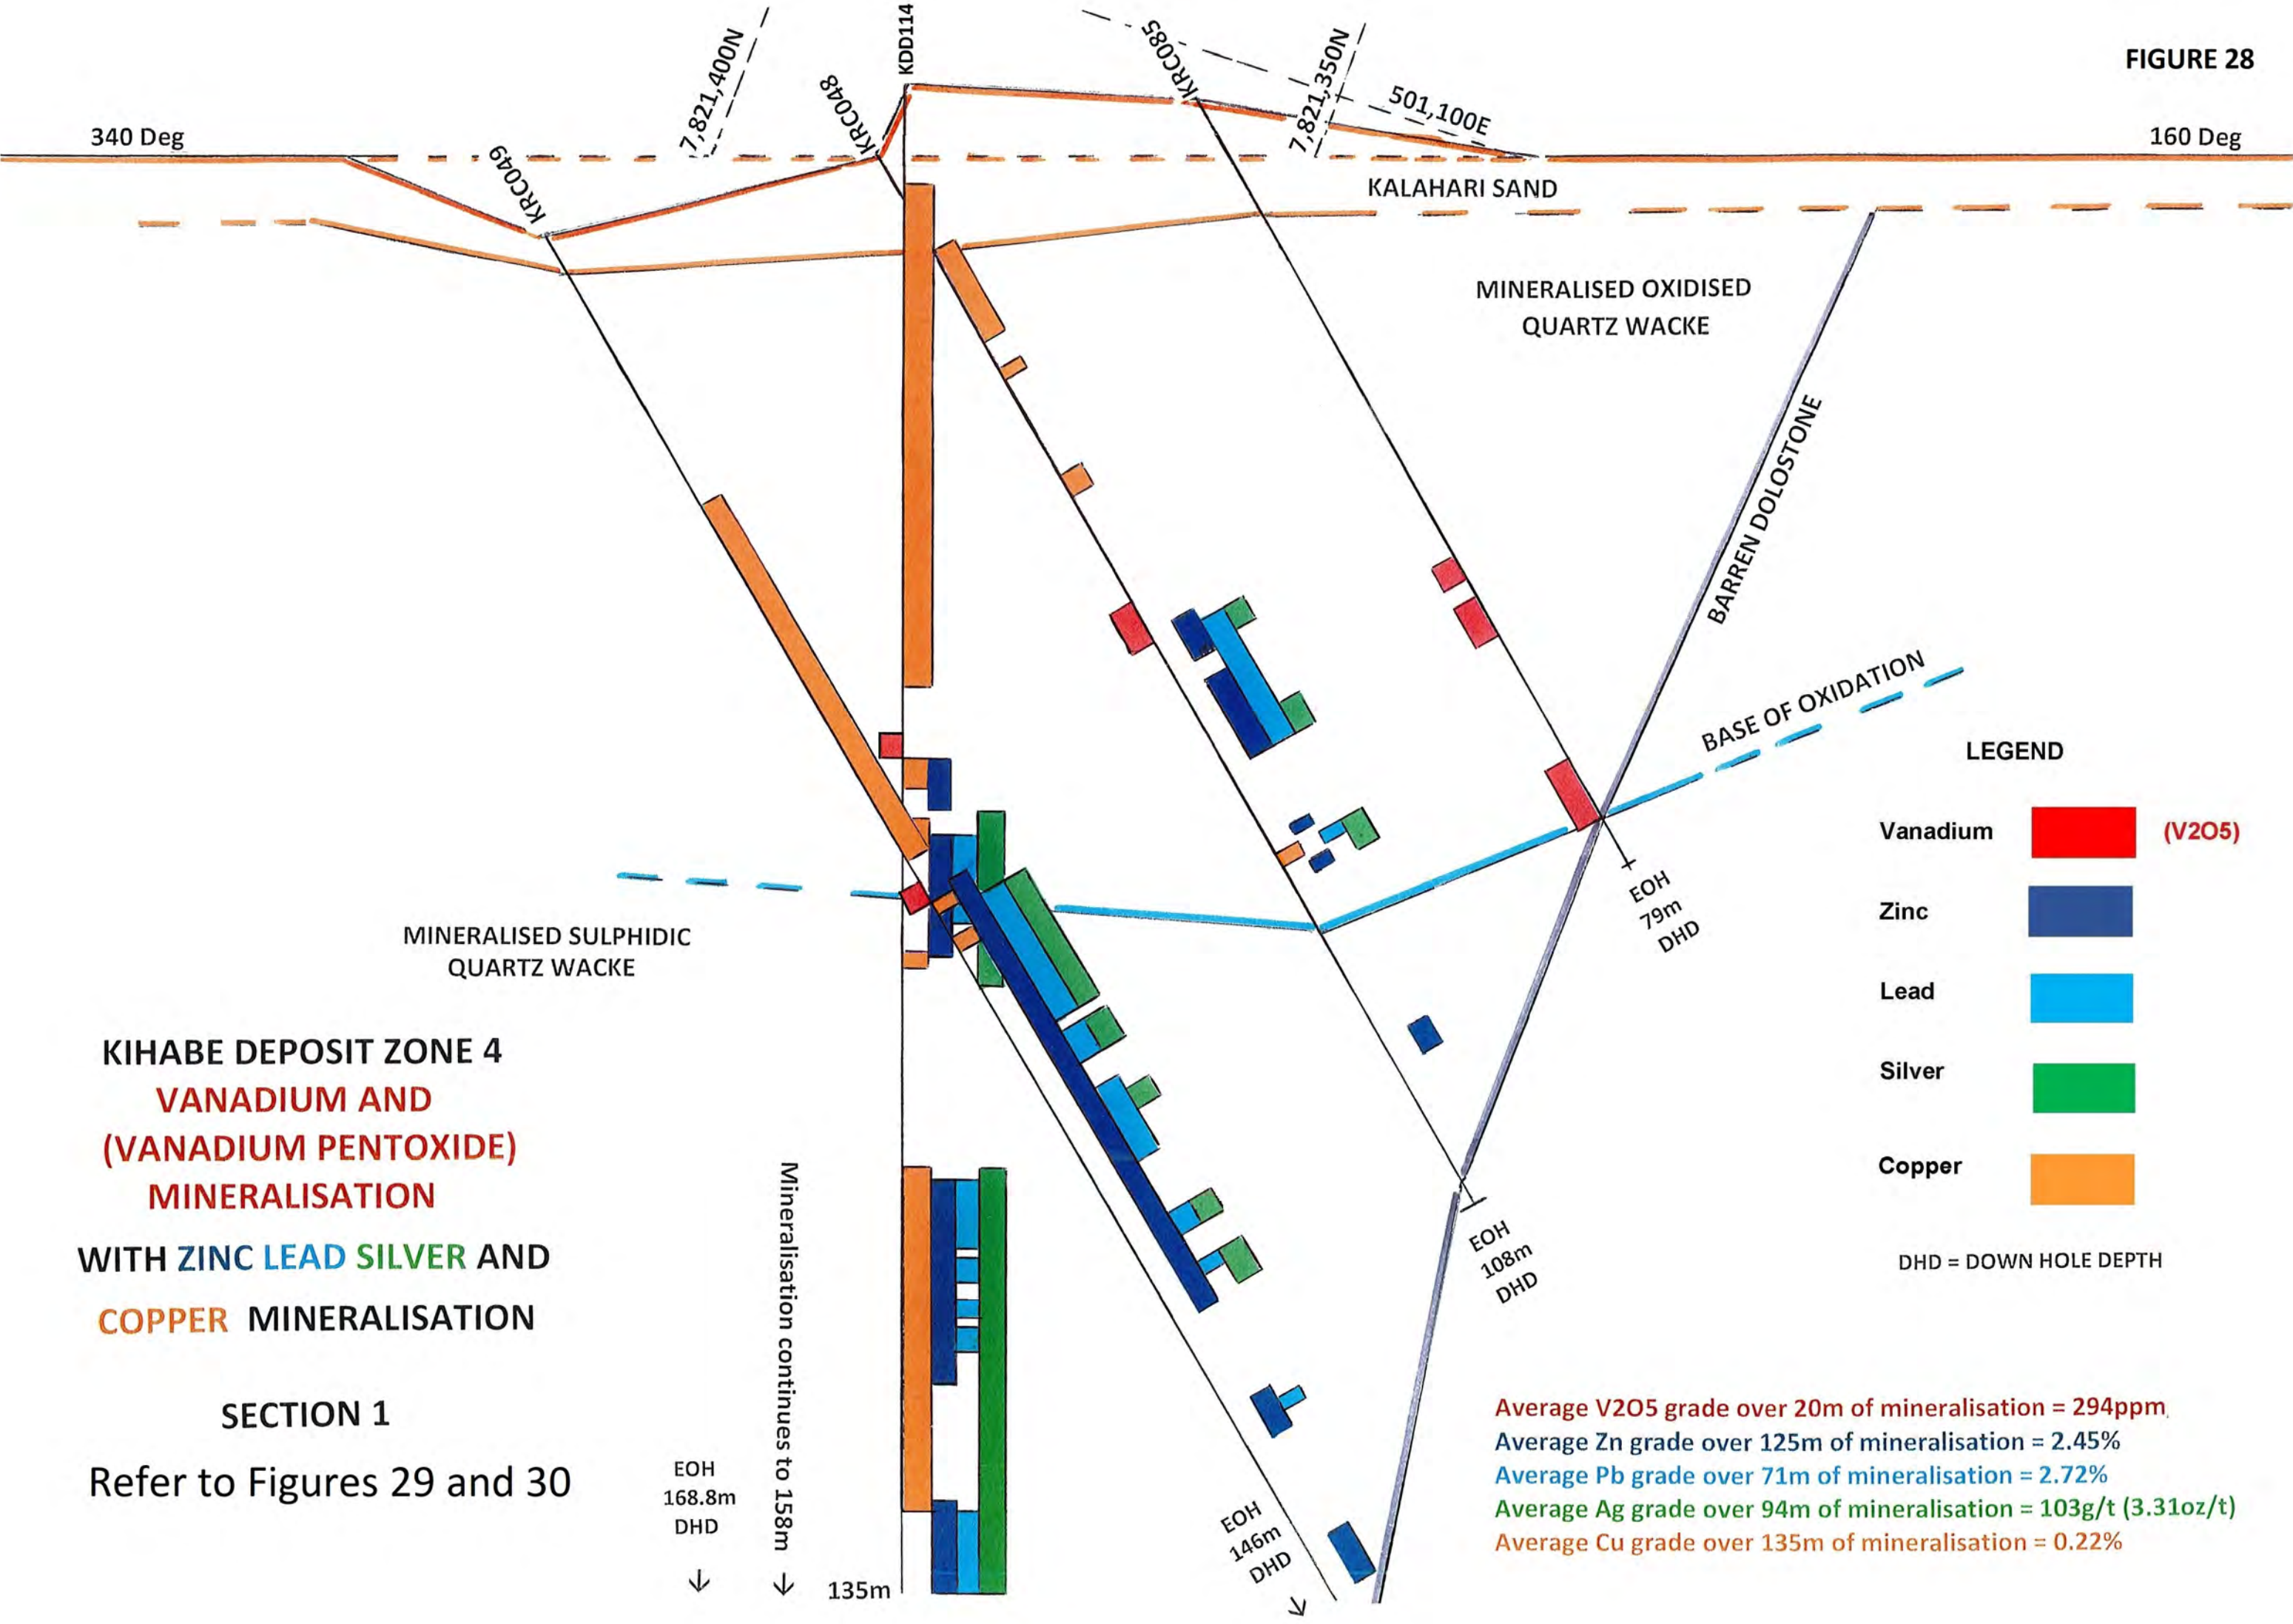 FIGURE 28
340 Deg
7,821,400N
KRC049
KRC048
KDD114
KRC085
7,821,350N
501,100E
160 Deg
KALAHARI SAND
MINERALISED OXIDISED
QUARTZ WACKE
BARREN DOLOSTONE
BASE OF OXIDATION
MINERALISED SULPHIDIC
QUARTZ WACKE
EOH
79m
DHD
EOH
108m
DHD
LEGEND
Vanadium (V2O5)
Zinc
Lead
Silver
Copper
DHD = DOWN HOLE DEPTH
KIHABE DEPOSIT ZONE 4
VANADIUM AND
(VANADIUM PENTOXIDE)
MINERALISATION
WITH ZINC LEAD SILVER AND
COPPER MINERALISATION
SECTION 1
Refer to Figures 29 and 30
EOH
168.8m
DHD
Mineralisation continues to 158m
135m
EOH
146m
DHD
Average V2O5 grade over 20m of mineralisation = 294ppm.
Average Zn grade over 125m of mineralisation = 2.45%
Average Pb grade over 71m of mineralisation = 2.72%
Average Ag grade over 94m of mineralisation = 103g/t (3.31oz/t)
Average Cu grade over 135m of mineralisation = 0.22%